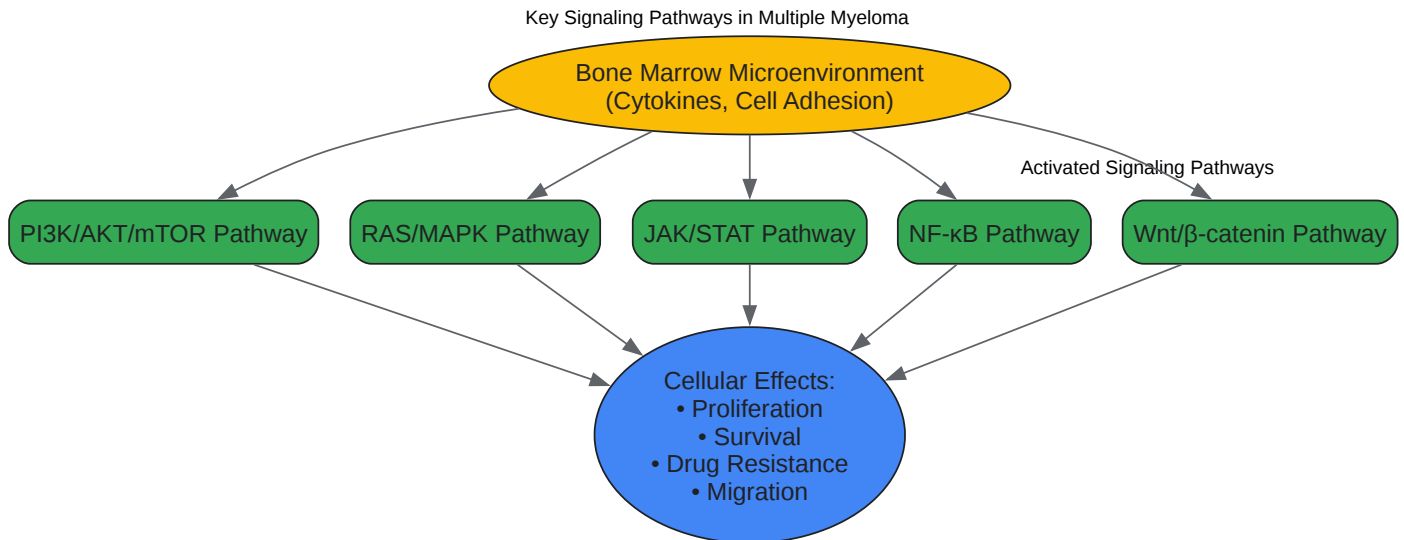 Key Signaling Pathways in Multiple Myeloma
Bone Marrow Microenvironment
(Cytokines, Cell Adhesion)
Activated Signaling Pathways
PI3K/AKT/mTOR Pathway
RAS/MAPK Pathway
JAK/STAT Pathway
NF-κB Pathway
Wnt/β-catenin Pathway
Cellular Effects:
• Proliferation
• Survival
• Drug Resistance
• Migration